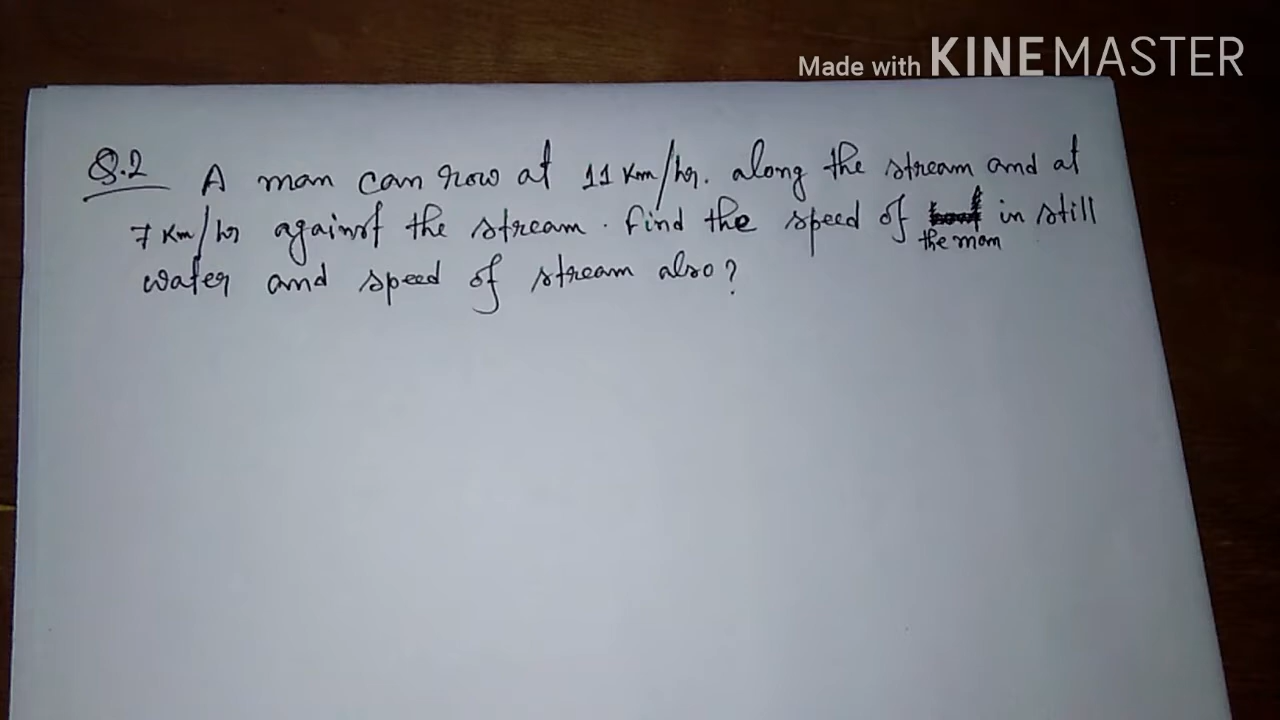 Made with KINEMASTER
Q.2 A man can row at 11 Km/hr. along the stream and at
7 Km/hr against the stream. Find the speed of in still
the man
water and speed of stream also?